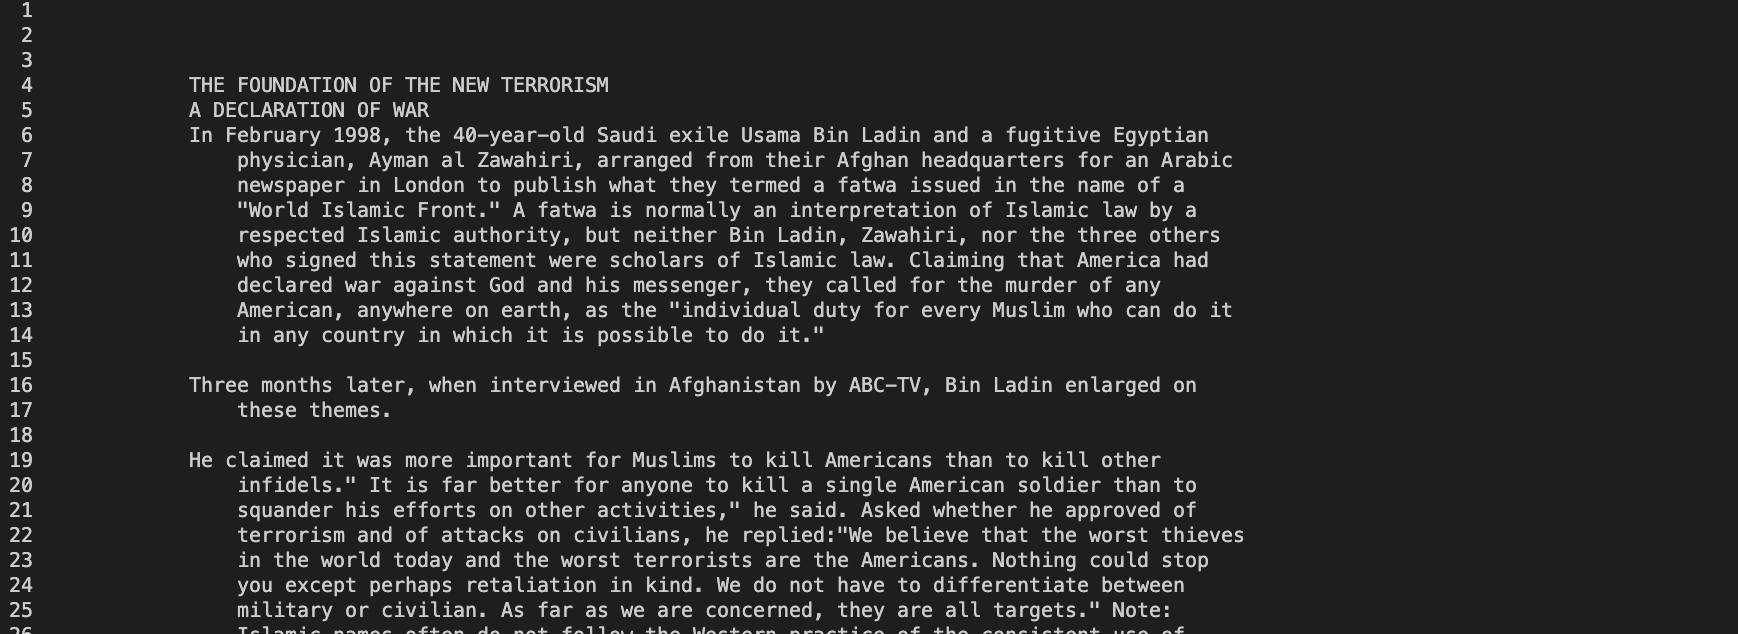 1
2
3
4 THE FOUNDATION OF THE NEW TERRORISM
5 A DECLARATION OF WAR
6 In February 1998, the 40-year-old Saudi exile Usama Bin Ladin and a fugitive Egyptian
7 physician, Ayman al Zawahiri, arranged from their Afghan headquarters for an Arabic
8 newspaper in London to publish what they termed a fatwa issued in the name of a
9 "World Islamic Front." A fatwa is normally an interpretation of Islamic law by a
10 respected Islamic authority, but neither Bin Ladin, Zawahiri, nor the three others
11 who signed this statement were scholars of Islamic law. Claiming that America had
12 declared war against God and his messenger, they called for the murder of any
13 American, anywhere on earth, as the "individual duty for every Muslim who can do it
14 in any country in which it is possible to do it."
15
16 Three months later, when interviewed in Afghanistan by ABC-TV, Bin Ladin enlarged on
17 these themes.
18
19 He claimed it was more important for Muslims to kill Americans than to kill other
20 infidels." It is far better for anyone to kill a single American soldier than to
21 squander his efforts on other activities," he said. Asked whether he approved of
22 terrorism and of attacks on civilians, he replied:"We believe that the worst thieves
23 in the world today and the worst terrorists are the Americans. Nothing could stop
24 you except perhaps retaliation in kind. We do not have to differentiate between
25 military or civilian. As far as we are concerned, they are all targets." Note:
26 Islamic names often do not follow the Western practice of the consistent use of